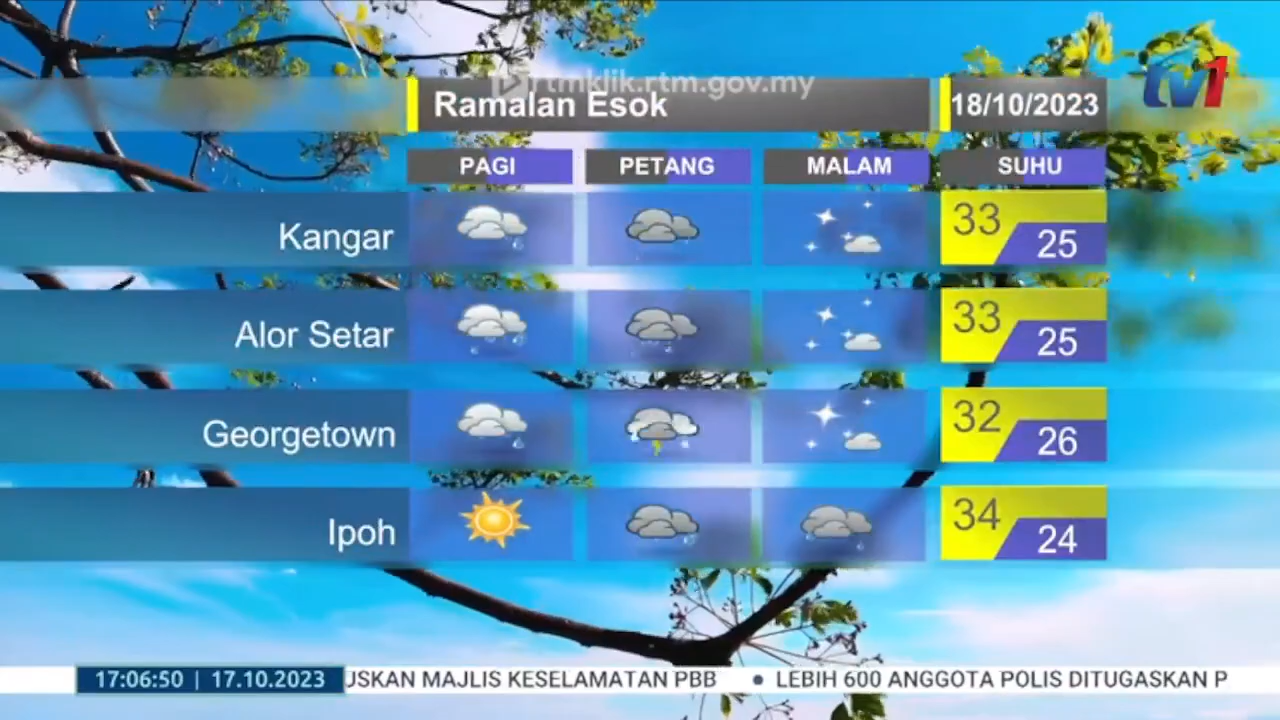 rtmklik.rtm.gov.my
tv1
Ramalan Esok
18/10/2023
PAGI PETANG MALAM SUHU
Kangar 33 25
Alor Setar 33 25
Georgetown 32 26
Ipoh 34 24
17:06:50 | 17.10.2023 JSKAN MAJLIS KESELAMATAN PBB • LEBIH 600 ANGGOTA POLIS DITUGASKAN P